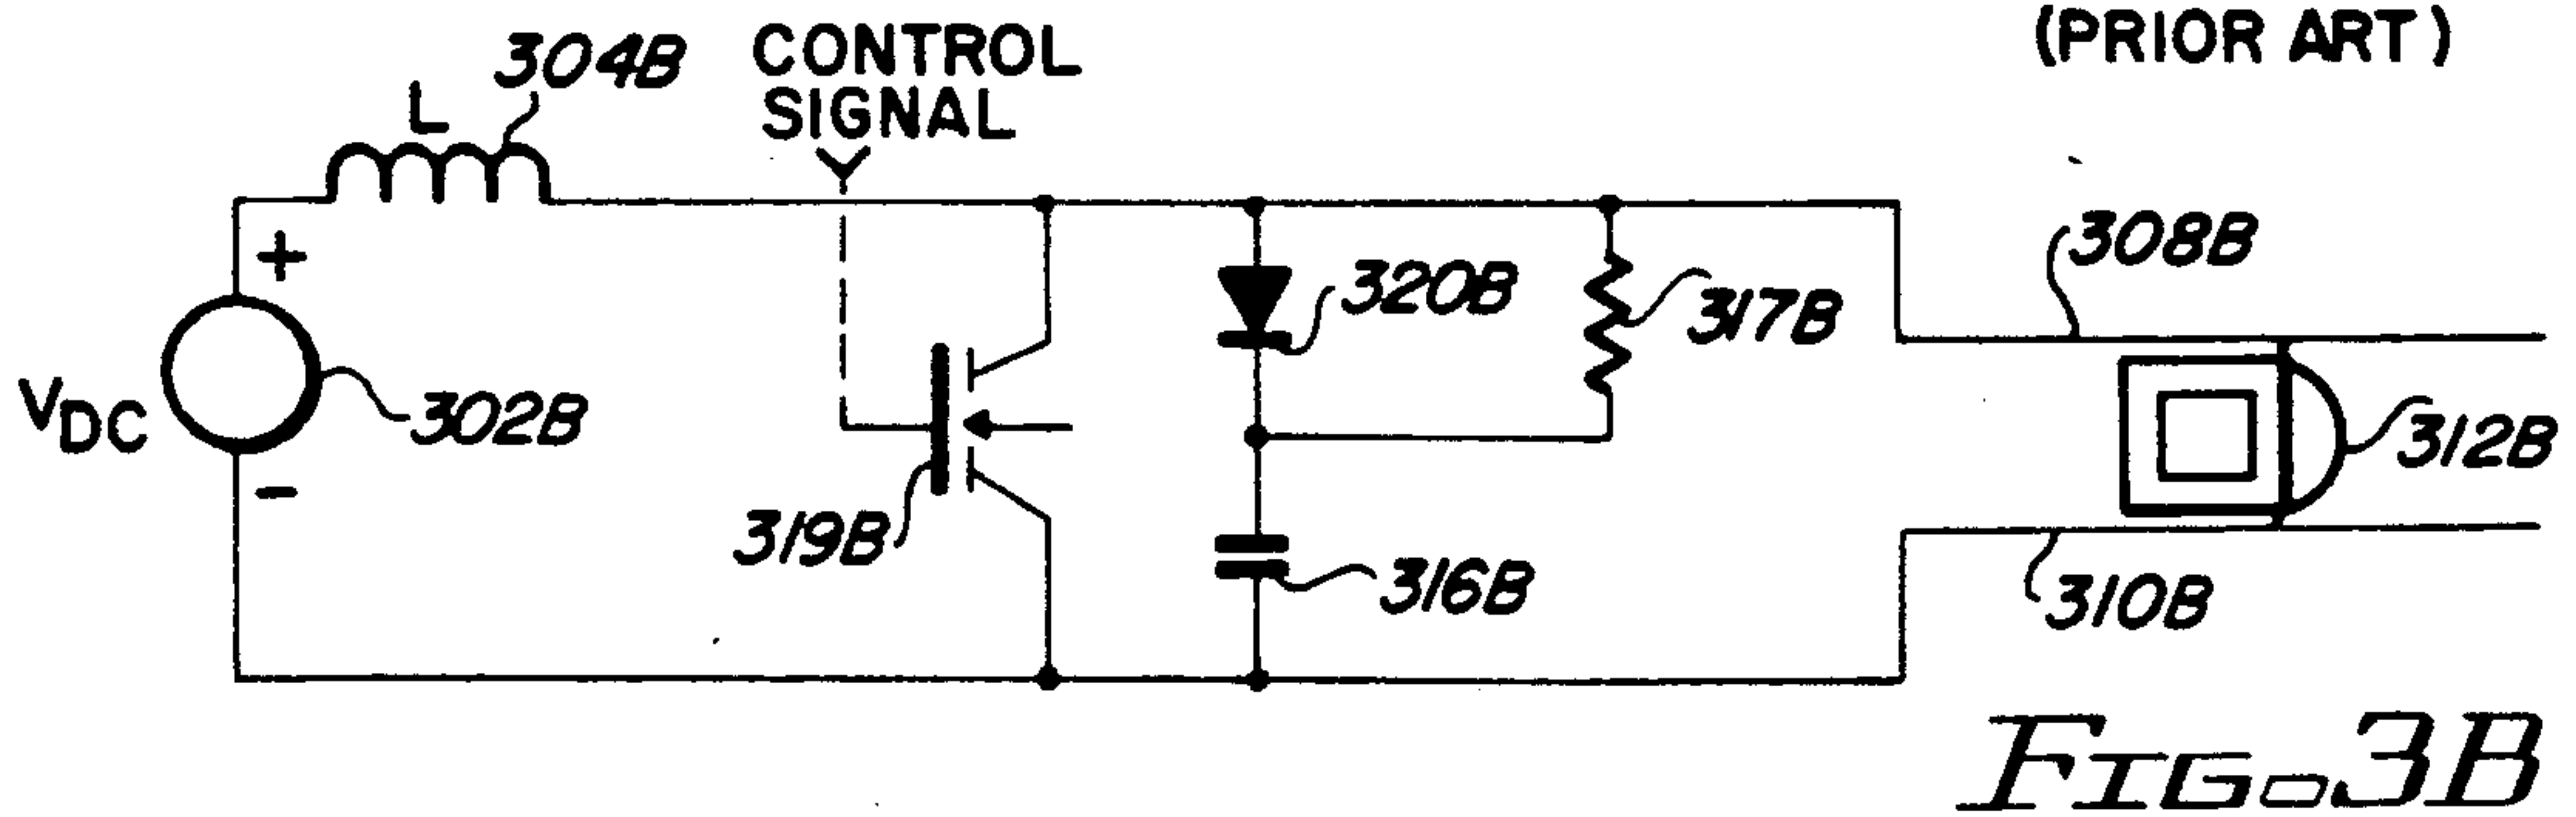 (PRIOR ART)
304B
CONTROL
SIGNAL
L
308B
+
320B
317B
VDC
302B
312B
-
319B
316B
310B
FIG. 3B